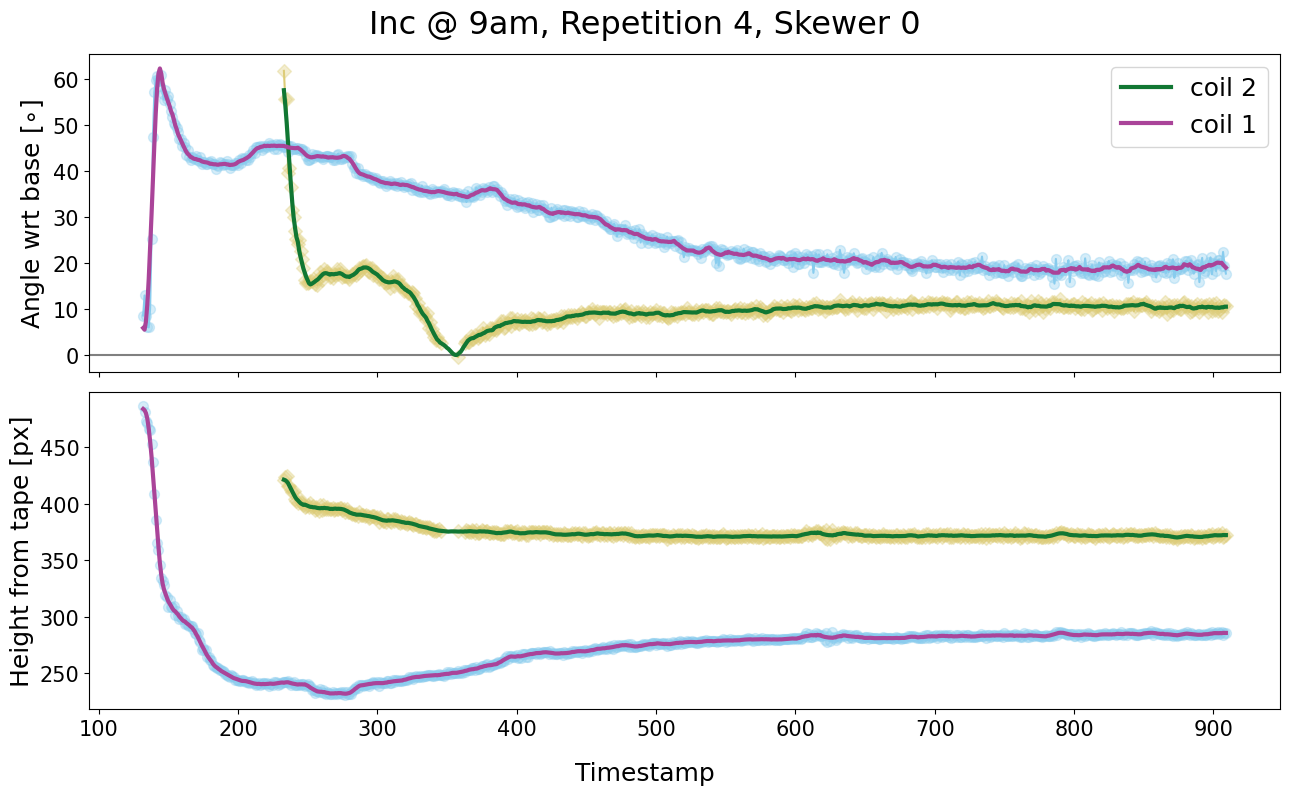 Inc @ 9am, Repetition 4, Skewer 0
Angle wrt base [∘]
60
50
40
30
20
10
0
coil 2
coil 1
Height from tape [px]
450
400
350
300
250
100 200 300 400 500 600 700 800 900
Timestamp